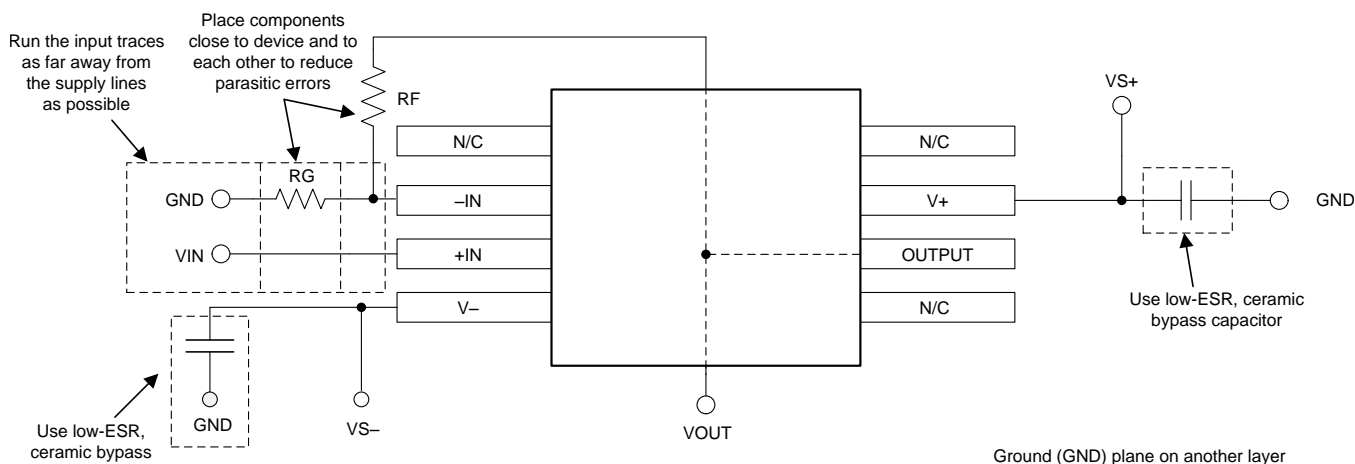 Place components
close to device and to
each other to reduce
parasitic errors
Run the input traces
as far away from
the supply lines
as possible
RF
VS+
N/C
N/C
RG
GND
–IN
V+
GND
VIN
+IN
OUTPUT
V–
N/C
Use low-ESR, ceramic
bypass capacitor
GND
VS–
VOUT
Use low-ESR,
ceramic bypass
Ground (GND) plane on another layer